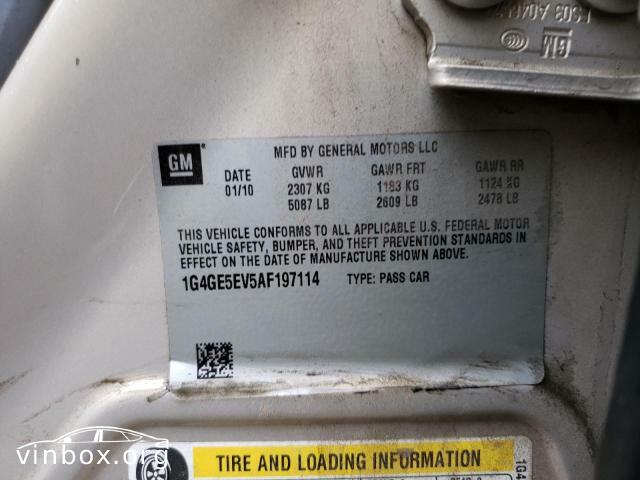 GM
MFD BY GENERAL MOTORS LLC
DATE GVWR GAWR FRT GAWR RR
01/10 2307 KG 1183 KG 1124 KG
5087 LB 2609 LB 2478 LB
THIS VEHICLE CONFORMS TO ALL APPLICABLE U.S. FEDERAL MOTOR
VEHICLE SAFETY, BUMPER, AND THEFT PREVENTION STANDARDS IN
EFFECT ON THE DATE OF MANUFACTURE SHOWN ABOVE.
1G4GE5EV5AF197114 TYPE: PASS CAR
GM
TIRE AND LOADING INFORMATION
1G4
vinbox.org